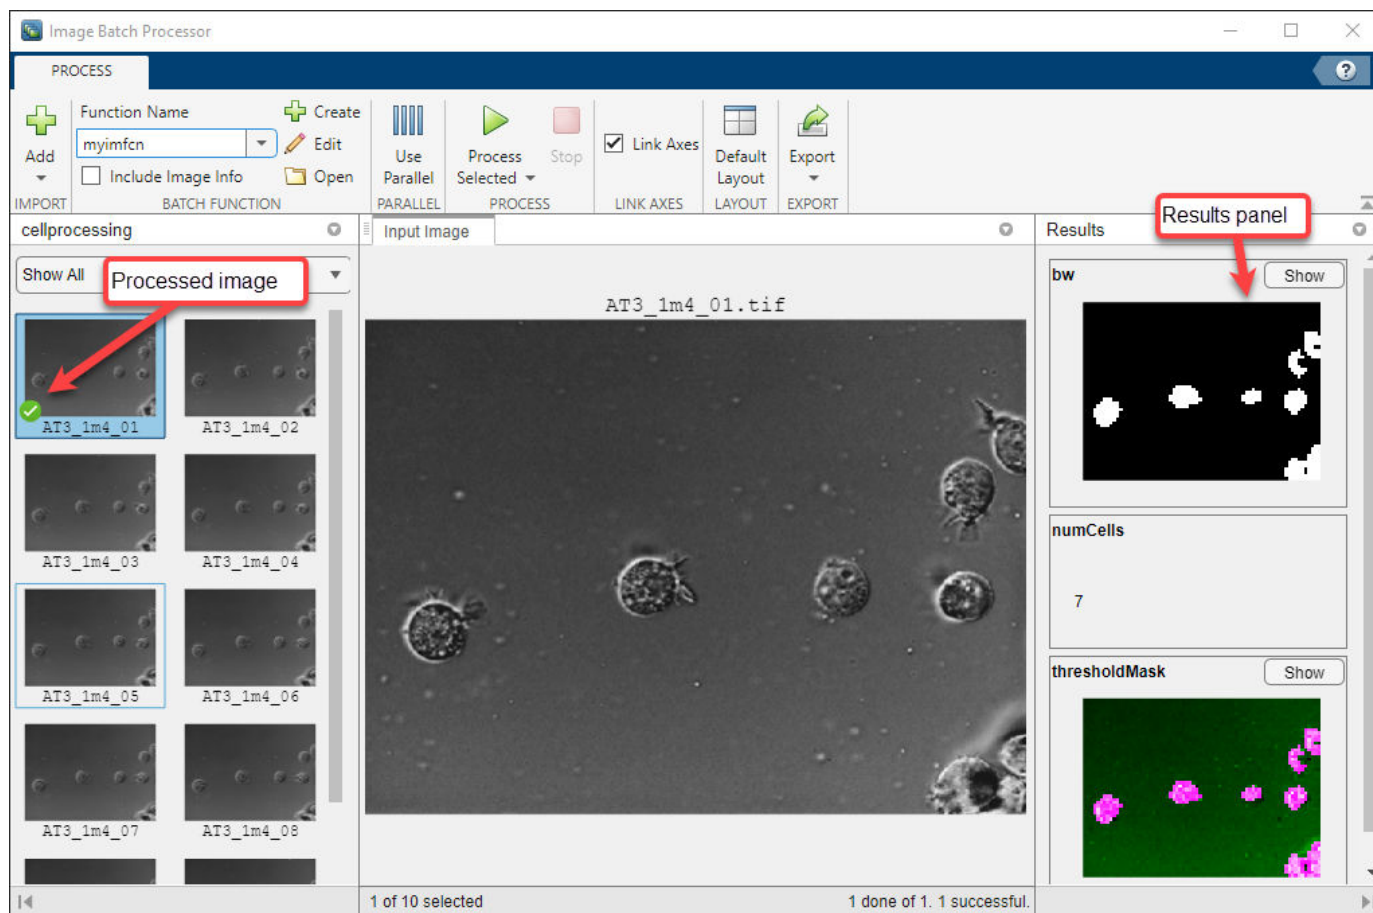 Image Batch Processor
PROCESS
?
Function Name
Create
myimfcn
Edit
Add
Include Image Info
Open
Use
Parallel
Process
Selected
Stop
Link Axes
Default
Layout
Export
IMPORT
BATCH FUNCTION
PARALLEL
PROCESS
LINK AXES
LAYOUT
EXPORT
cellprocessing
Input Image
Results
Results panel
Show All
Processed image
AT3_1m4_01
AT3_1m4_02
AT3_1m4_03
AT3_1m4_04
AT3_1m4_05
AT3_1m4_06
AT3_1m4_07
AT3_1m4_08
AT3_1m4_01.tif
bw
Show
numCells
7
thresholdMask
Show
1 of 10 selected
1 done of 1. 1 successful.